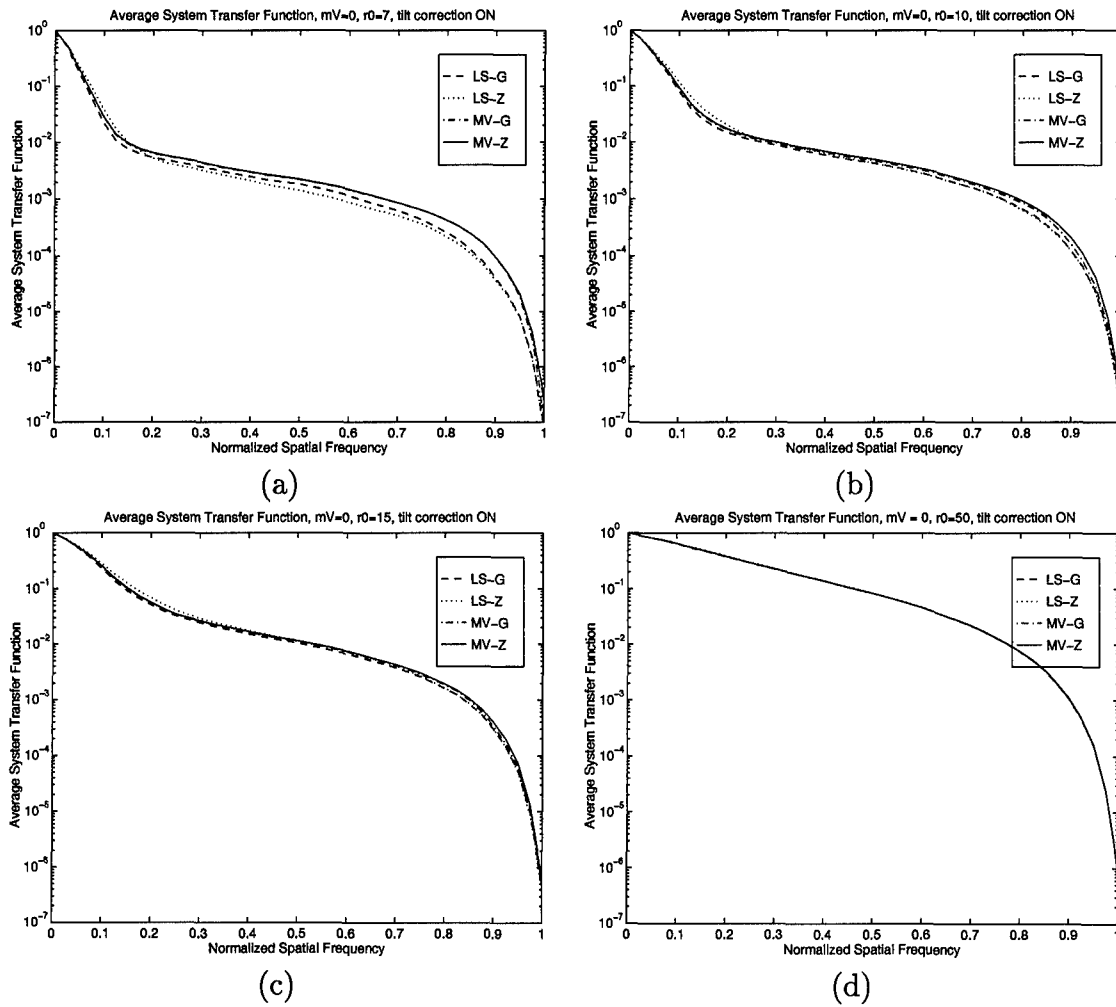 Average System Transfer Function, mV=0, r0=7, tilt correction ON
10^0
10^-1
10^-2
10^-3
10^-4
10^-5
10^-6
10^-7
Average System Transfer Function
LS-G
LS-Z
MV-G
MV-Z
0 0.1 0.2 0.3 0.4 0.5 0.6 0.7 0.8 0.9 1
Normalized Spatial Frequency
(a)
Average System Transfer Function, mV=0, r0=10, tilt correction ON
10^0
10^-1
10^-2
10^-3
10^-4
10^-5
10^-6
10^-7
Average System Transfer Function
LS-G
LS-Z
MV-G
MV-Z
0 0.1 0.2 0.3 0.4 0.5 0.6 0.7 0.8 0.9
Normalized Spatial Frequency
(b)
Average System Transfer Function, mV=0, r0=15, tilt correction ON
10^0
10^-1
10^-2
10^-3
10^-4
10^-5
10^-6
10^-7
Average System Transfer Function
LS-G
LS-Z
MV-G
MV-Z
0 0.1 0.2 0.3 0.4 0.5 0.6 0.7 0.8 0.9 1
Normalized Spatial Frequency
(c)
Average System Transfer Function, mV = 0, r0=50, tilt correction ON
10^0
10^-1
10^-2
10^-3
10^-4
10^-5
10^-6
10^-7
Average System Transfer Function
LS-G
LS-Z
MV-G
MV-Z
0 0.1 0.2 0.3 0.4 0.5 0.6 0.7 0.8 0.9
Normalized Spatial Frequency
(d)